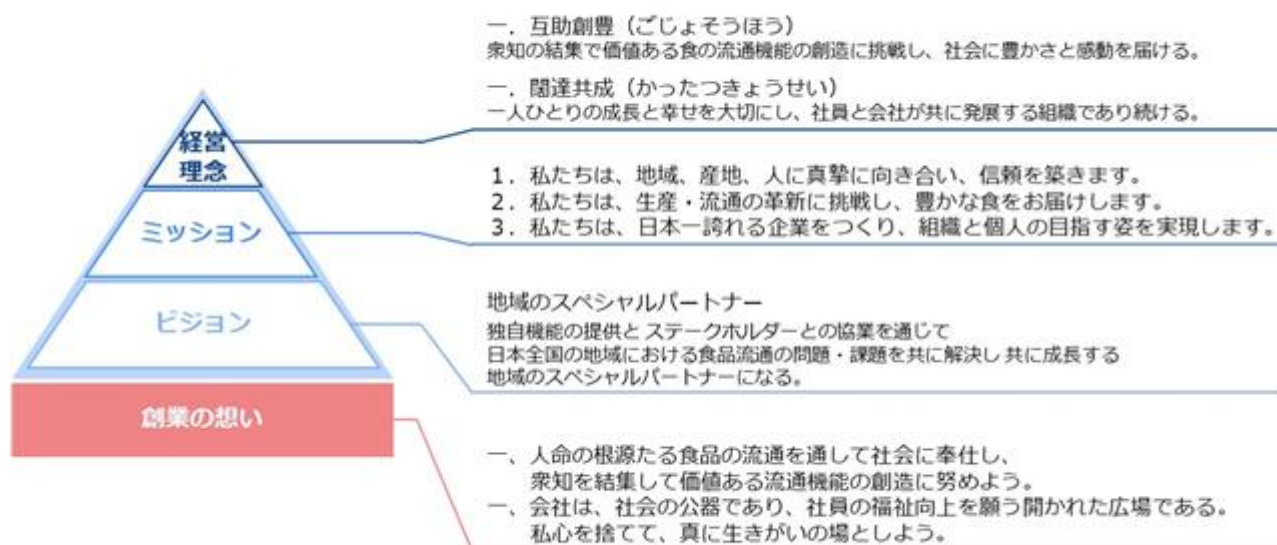 一．互助創豊（ごじょそうほう）
衆知の結集で価値ある食の流通機能の創造に挑戦し、社会に豊かさと感動を届ける。
一．闊達共成（かったつきょうせい）
一人ひとりの成長と幸せを大切にし、社員と会社が共に発展する組織であり続ける。
経営
理念
１．私たちは、地域、産地、人に真摯に向き合い、信頼を築きます。
２．私たちは、生産・流通の革新に挑戦し、豊かな食をお届けします。
３．私たちは、日本一誇れる企業をつくり、組織と個人の目指す姿を実現します。
ミッション
地域のスペシャルパートナー
独自機能の提供と ステークホルダーとの協業を通じて
日本全国の地域における食品流通の問題・課題を共に解決し 共に成長する
地域のスペシャルパートナーになる。
ビジョン
創業の想い
一、人命の根源たる食品の流通を通して社会に奉仕し、
衆知を結集して価値ある流通機能の創造に努めよう。
一、会社は、社会の公器であり、社員の福祉向上を願う開かれた広場である。
私心を捨てて、真に生きがいの場としよう。